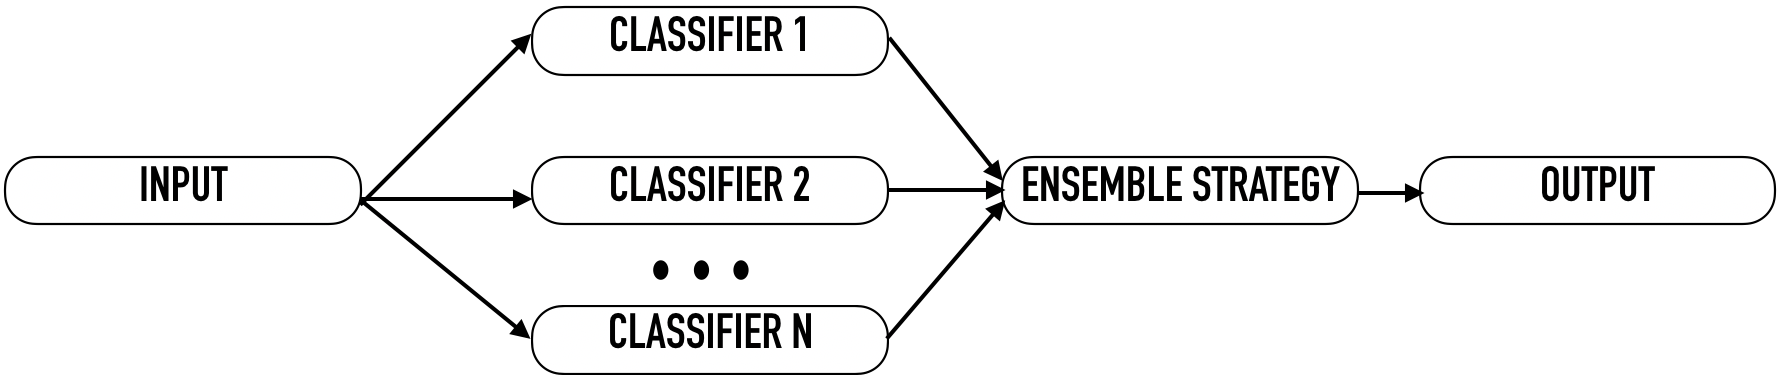 CLASSIFIER 1
INPUT
CLASSIFIER 2
ENSEMBLE STRATEGY
OUTPUT
• • •
CLASSIFIER N